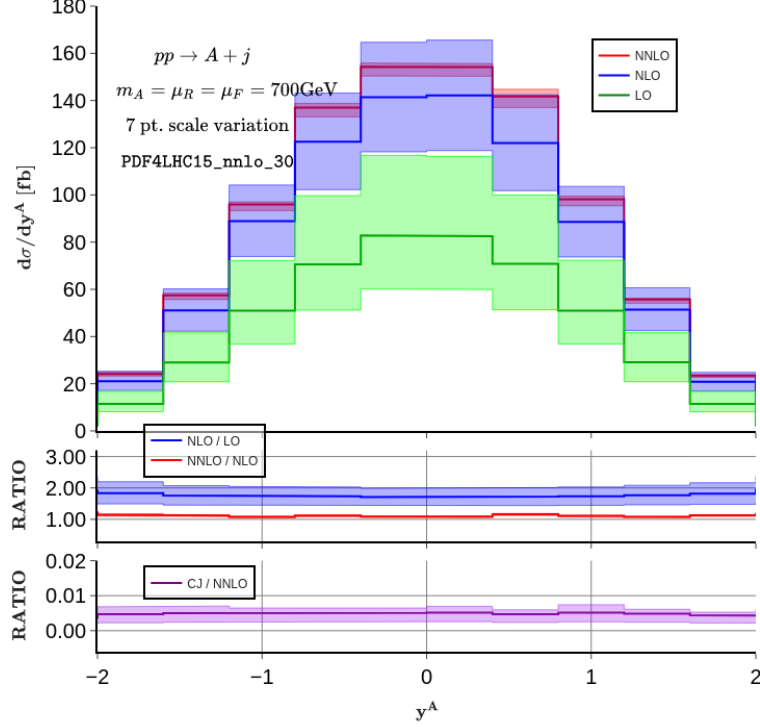 180
160
140
120
100
80
60
40
20
0
dσ/dy^A [fb]
pp → A + j
m_A = μ_R = μ_F = 700GeV
7 pt. scale variation
PDF4LHC15_nnlo_30
NNLO
NLO
LO
NLO / LO
NNLO / NLO
3.00
2.00
1.00
RATIO
0.02
0.01
0.00
RATIO
CJ / NNLO
−2
−1
0
1
2
y^A